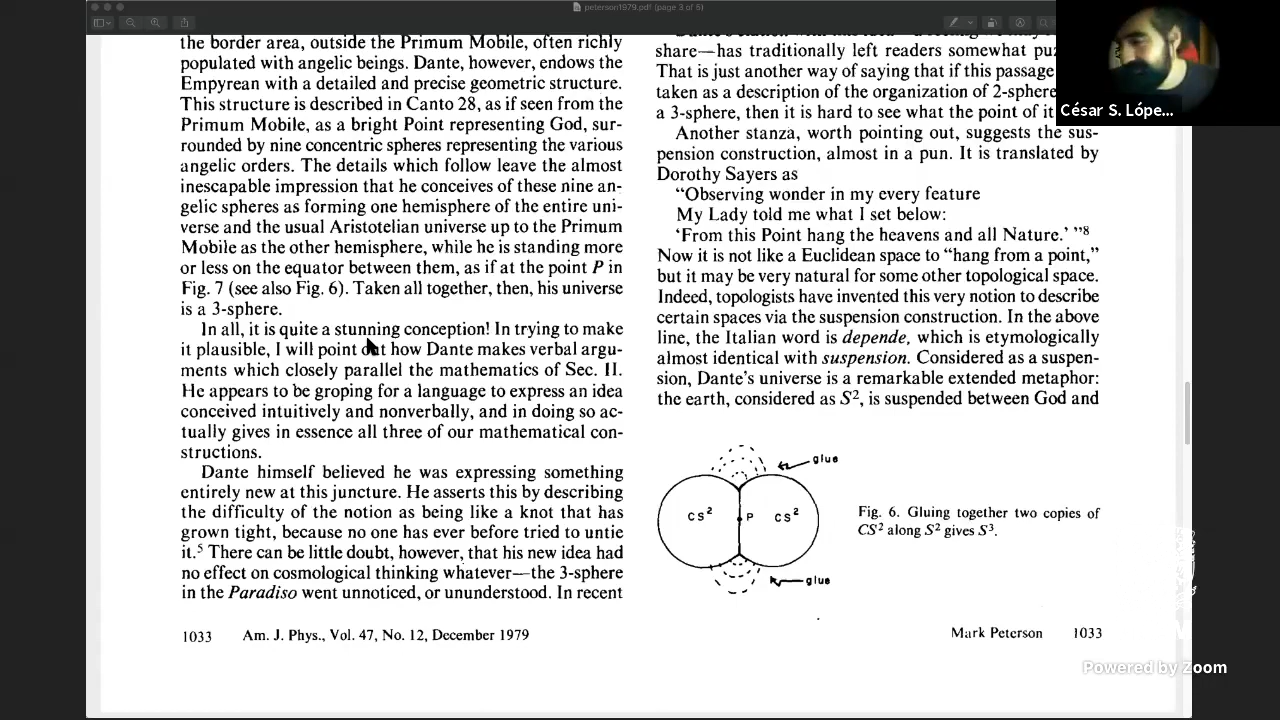 peterson1979.pdf (page 3 of 6)
the border area, outside the Primum Mobile, often richly
populated with angelic beings. Dante, however, endows the
Empyrean with a detailed and precise geometric structure.
This structure is described in Canto 28, as if seen from the
Primum Mobile, as a bright Point representing God, sur-
rounded by nine concentric spheres representing the various
angelic orders. The details which follow leave the almost
inescapable impression that he conceives of these nine an-
gelic spheres as forming one hemisphere of the entire uni-
verse and the usual Aristotelian universe up to the Primum
Mobile as the other hemisphere, while he is standing more
or less on the equator between them, as if at the point P in
Fig. 7 (see also Fig. 6). Taken all together, then, his universe
is a 3-sphere.
In all, it is quite a stunning conception! In trying to make
it plausible, I will point out how Dante makes verbal argu-
ments which closely parallel the mathematics of Sec. II.
He appears to be groping for a language to express an idea
conceived intuitively and nonverbally, and in doing so ac-
tually gives in essence all three of our mathematical con-
structions.
Dante himself believed he was expressing something
entirely new at this juncture. He asserts this by describing
the difficulty of the notion as being like a knot that has
grown tight, because no one has ever before tried to untie
it.⁵ There can be little doubt, however, that his new idea had
no effect on cosmological thinking whatever—the 3-sphere
in the Paradiso went unnoticed, or ununderstood. In recent
share—has traditionally left readers somewhat
That is just another way of saying that if this passage
taken as a description of the organization of
a 3-sphere, then it is hard to see what the point of it
Another stanza, worth pointing out, suggests the sus-
pension construction, almost in a pun. It is translated by
Dorothy Sayers as
“Observing wonder in my every feature
My Lady told me what I set below:
‘From this Point hang the heavens and all Nature.’ ”⁸
Now it is not like a Euclidean space to “hang from a point,”
but it may be very natural for some other topological space.
Indeed, topologists have invented this very notion to describe
certain spaces via the suspension construction. In the above
line, the Italian word is depende, which is etymologically
almost identical with suspension. Considered as a suspen-
sion, Dante’s universe is a remarkable extended metaphor:
the earth, considered as S², is suspended between God and
glue
CS² P CS²
glue
Fig. 6. Gluing together two copies of
CS² along S² gives S³.
1033 Am. J. Phys., Vol. 47, No. 12, December 1979
Mark Peterson 1033
César S. Lópe...
Powered by Zoom